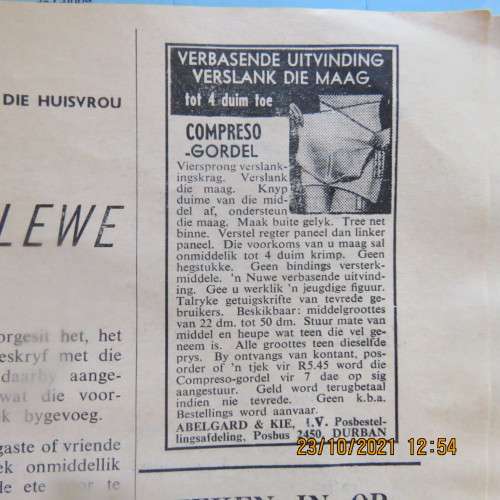 DIE HUISVROU
LEWE
orgesit het, het
eskryf met die
daarby aange-
wat die voor-
k bygevoeg.
gaste of vriende
ek onmiddellik
le ete
VERBASENDE UITVINDING
VERSLANK DIE MAAG
tot 4 duim toe
COMPRESO
-GORDEL
Viersprong verslank-
ingskrag. Verslank
die maag. Knyp
duime van die mid-
del af, ondersteun
die maag. Maak buite gelyk. Tree net
binne. Verstel regter paneel dan linker
paneel. Die voorkoms van u maag sal
onmidellik tot 4 duim krimp. Geen
hegstukke. Geen bindings versterk-
middele. 'n Nuwe verbasende uitvind-
ing. Gee u werklik 'n jeugdige figuur.
Talryke getuigskrifte van tevrede ge-
bruikers. Beskikbaar: middelgroottes
van 22 dm. tot 50 dm. Stuur mate van
middel en heupe wat teen die vel ge-
neem is. Alle groottes teen dieselfde
prys. By ontvangs van kontant, pos-
order of 'n tjek vir R5.45 word die
Compreso-gordel vir 7 dae op sig
aangestuur. Geld word terugbetaal
indien nie tevrede. Geen k.b.a.
Bestellings word aanvaar.
ABELGARD & KIE, I.V. Posbestel-
lingsafdeling, Posbus 2450, DURBAN
23/10/2021 12:54